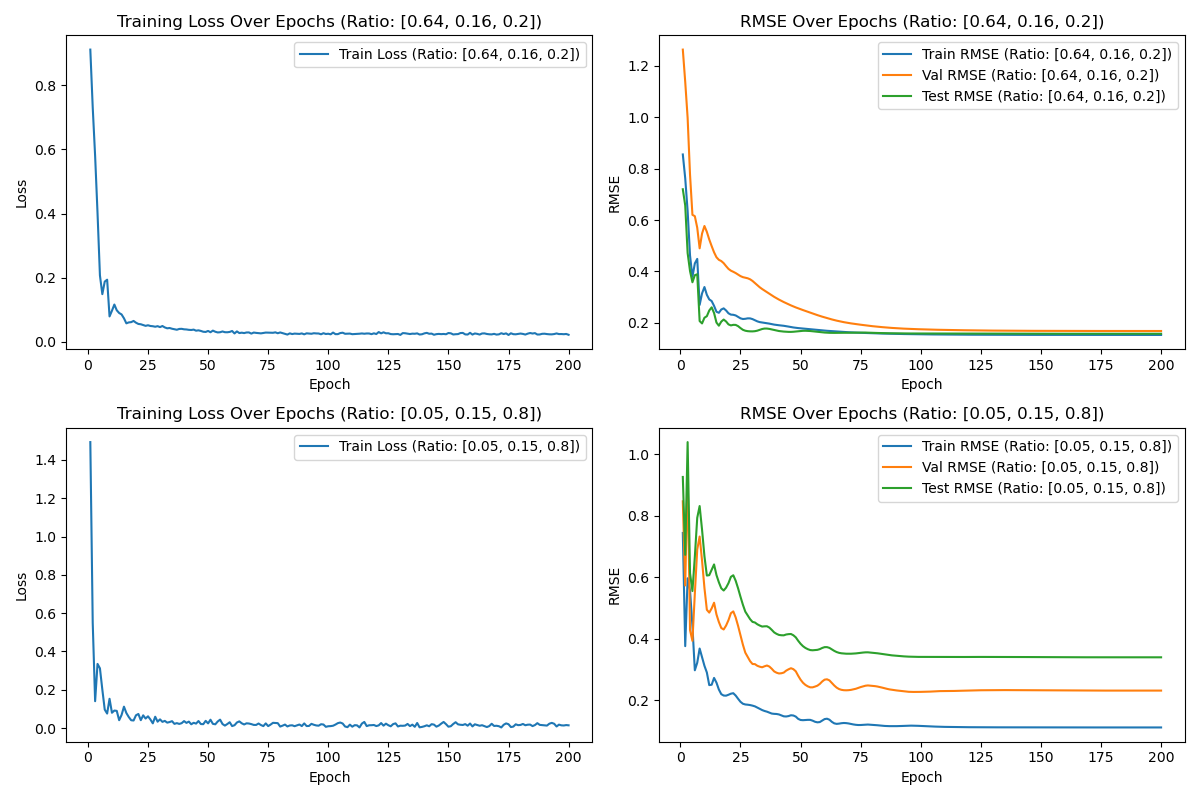 Training Loss Over Epochs (Ratio: [0.64, 0.16, 0.2])
Train Loss (Ratio: [0.64, 0.16, 0.2])
Loss
0.8
0.6
0.4
0.2
0.0
0 25 50 75 100 125 150 175 200
Epoch
RMSE Over Epochs (Ratio: [0.64, 0.16, 0.2])
Train RMSE (Ratio: [0.64, 0.16, 0.2])
Val RMSE (Ratio: [0.64, 0.16, 0.2])
Test RMSE (Ratio: [0.64, 0.16, 0.2])
RMSE
1.2
1.0
0.8
0.6
0.4
0.2
0 25 50 75 100 125 150 175 200
Epoch
Training Loss Over Epochs (Ratio: [0.05, 0.15, 0.8])
Train Loss (Ratio: [0.05, 0.15, 0.8])
Loss
1.4
1.2
1.0
0.8
0.6
0.4
0.2
0.0
0 25 50 75 100 125 150 175 200
Epoch
RMSE Over Epochs (Ratio: [0.05, 0.15, 0.8])
Train RMSE (Ratio: [0.05, 0.15, 0.8])
Val RMSE (Ratio: [0.05, 0.15, 0.8])
Test RMSE (Ratio: [0.05, 0.15, 0.8])
RMSE
1.0
0.8
0.6
0.4
0.2
0 25 50 75 100 125 150 175 200
Epoch